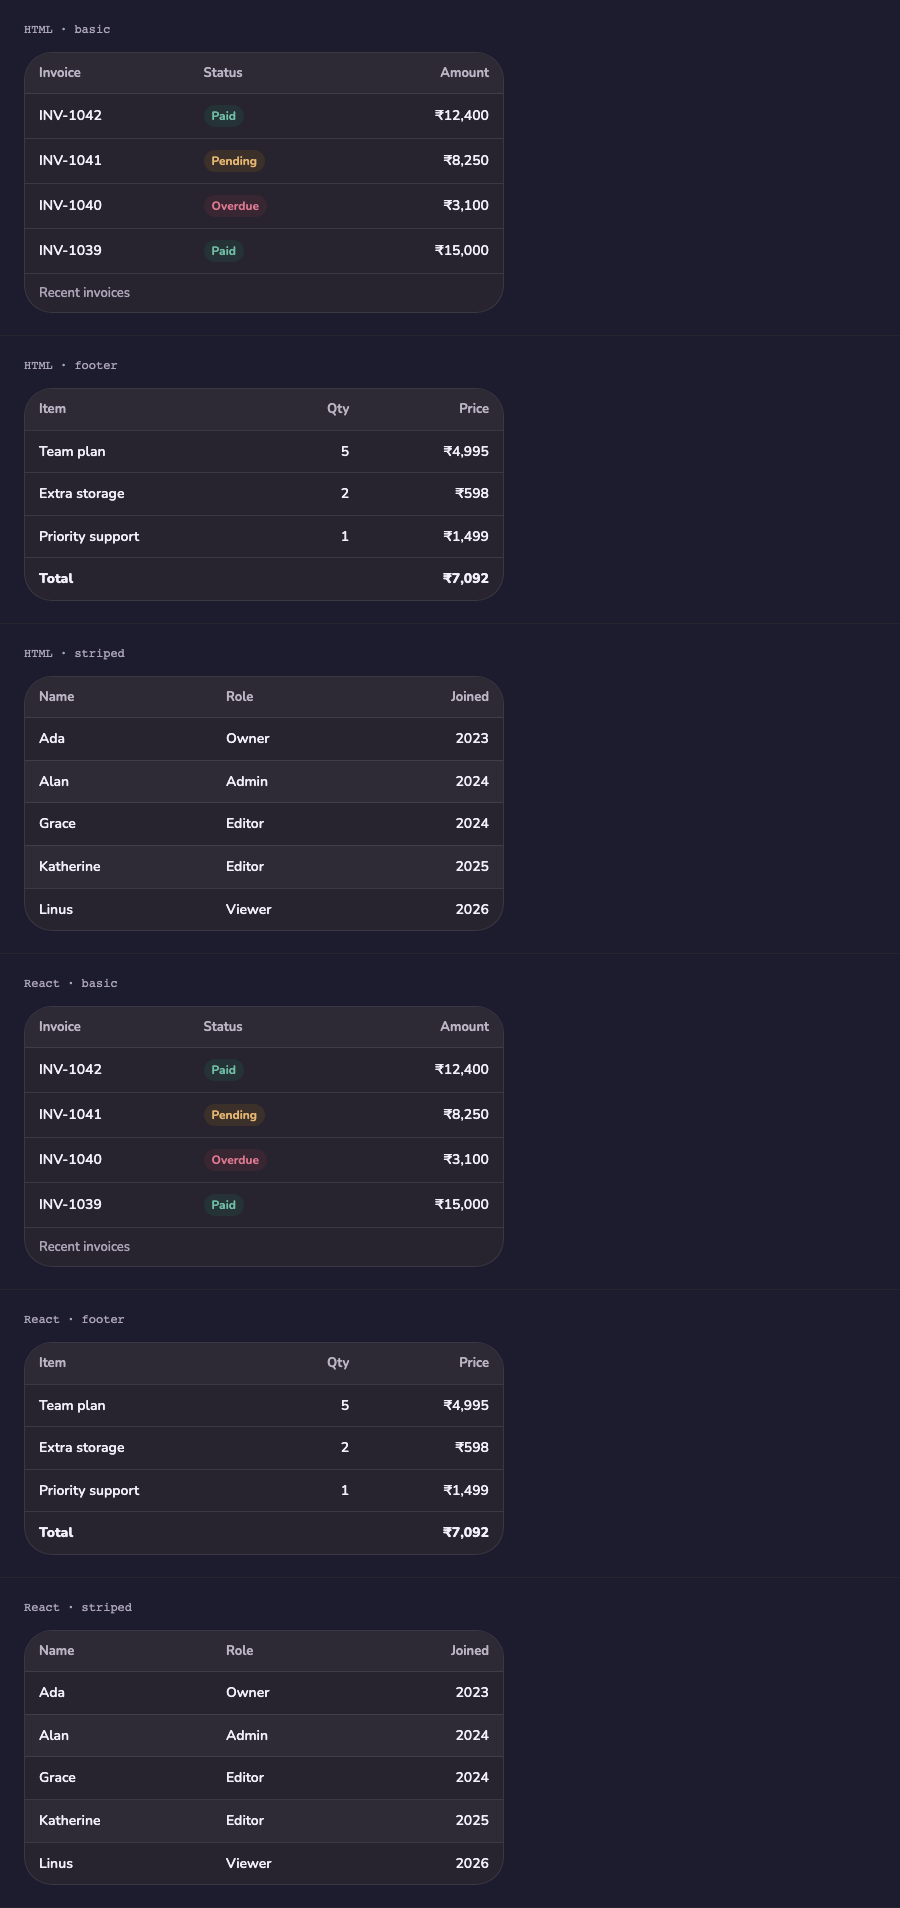 HTML · basic
Invoice Status Amount
INV-1042 Paid ₹12,400
INV-1041 Pending ₹8,250
INV-1040 Overdue ₹3,100
INV-1039 Paid ₹15,000
Recent invoices
HTML · footer
Item Qty Price
Team plan 5 ₹4,995
Extra storage 2 ₹598
Priority support 1 ₹1,499
Total ₹7,092
HTML · striped
Name Role Joined
Ada Owner 2023
Alan Admin 2024
Grace Editor 2024
Katherine Editor 2025
Linus Viewer 2026
React · basic
Invoice Status Amount
INV-1042 Paid ₹12,400
INV-1041 Pending ₹8,250
INV-1040 Overdue ₹3,100
INV-1039 Paid ₹15,000
Recent invoices
React · footer
Item Qty Price
Team plan 5 ₹4,995
Extra storage 2 ₹598
Priority support 1 ₹1,499
Total ₹7,092
React · striped
Name Role Joined
Ada Owner 2023
Alan Admin 2024
Grace Editor 2024
Katherine Editor 2025
Linus Viewer 2026